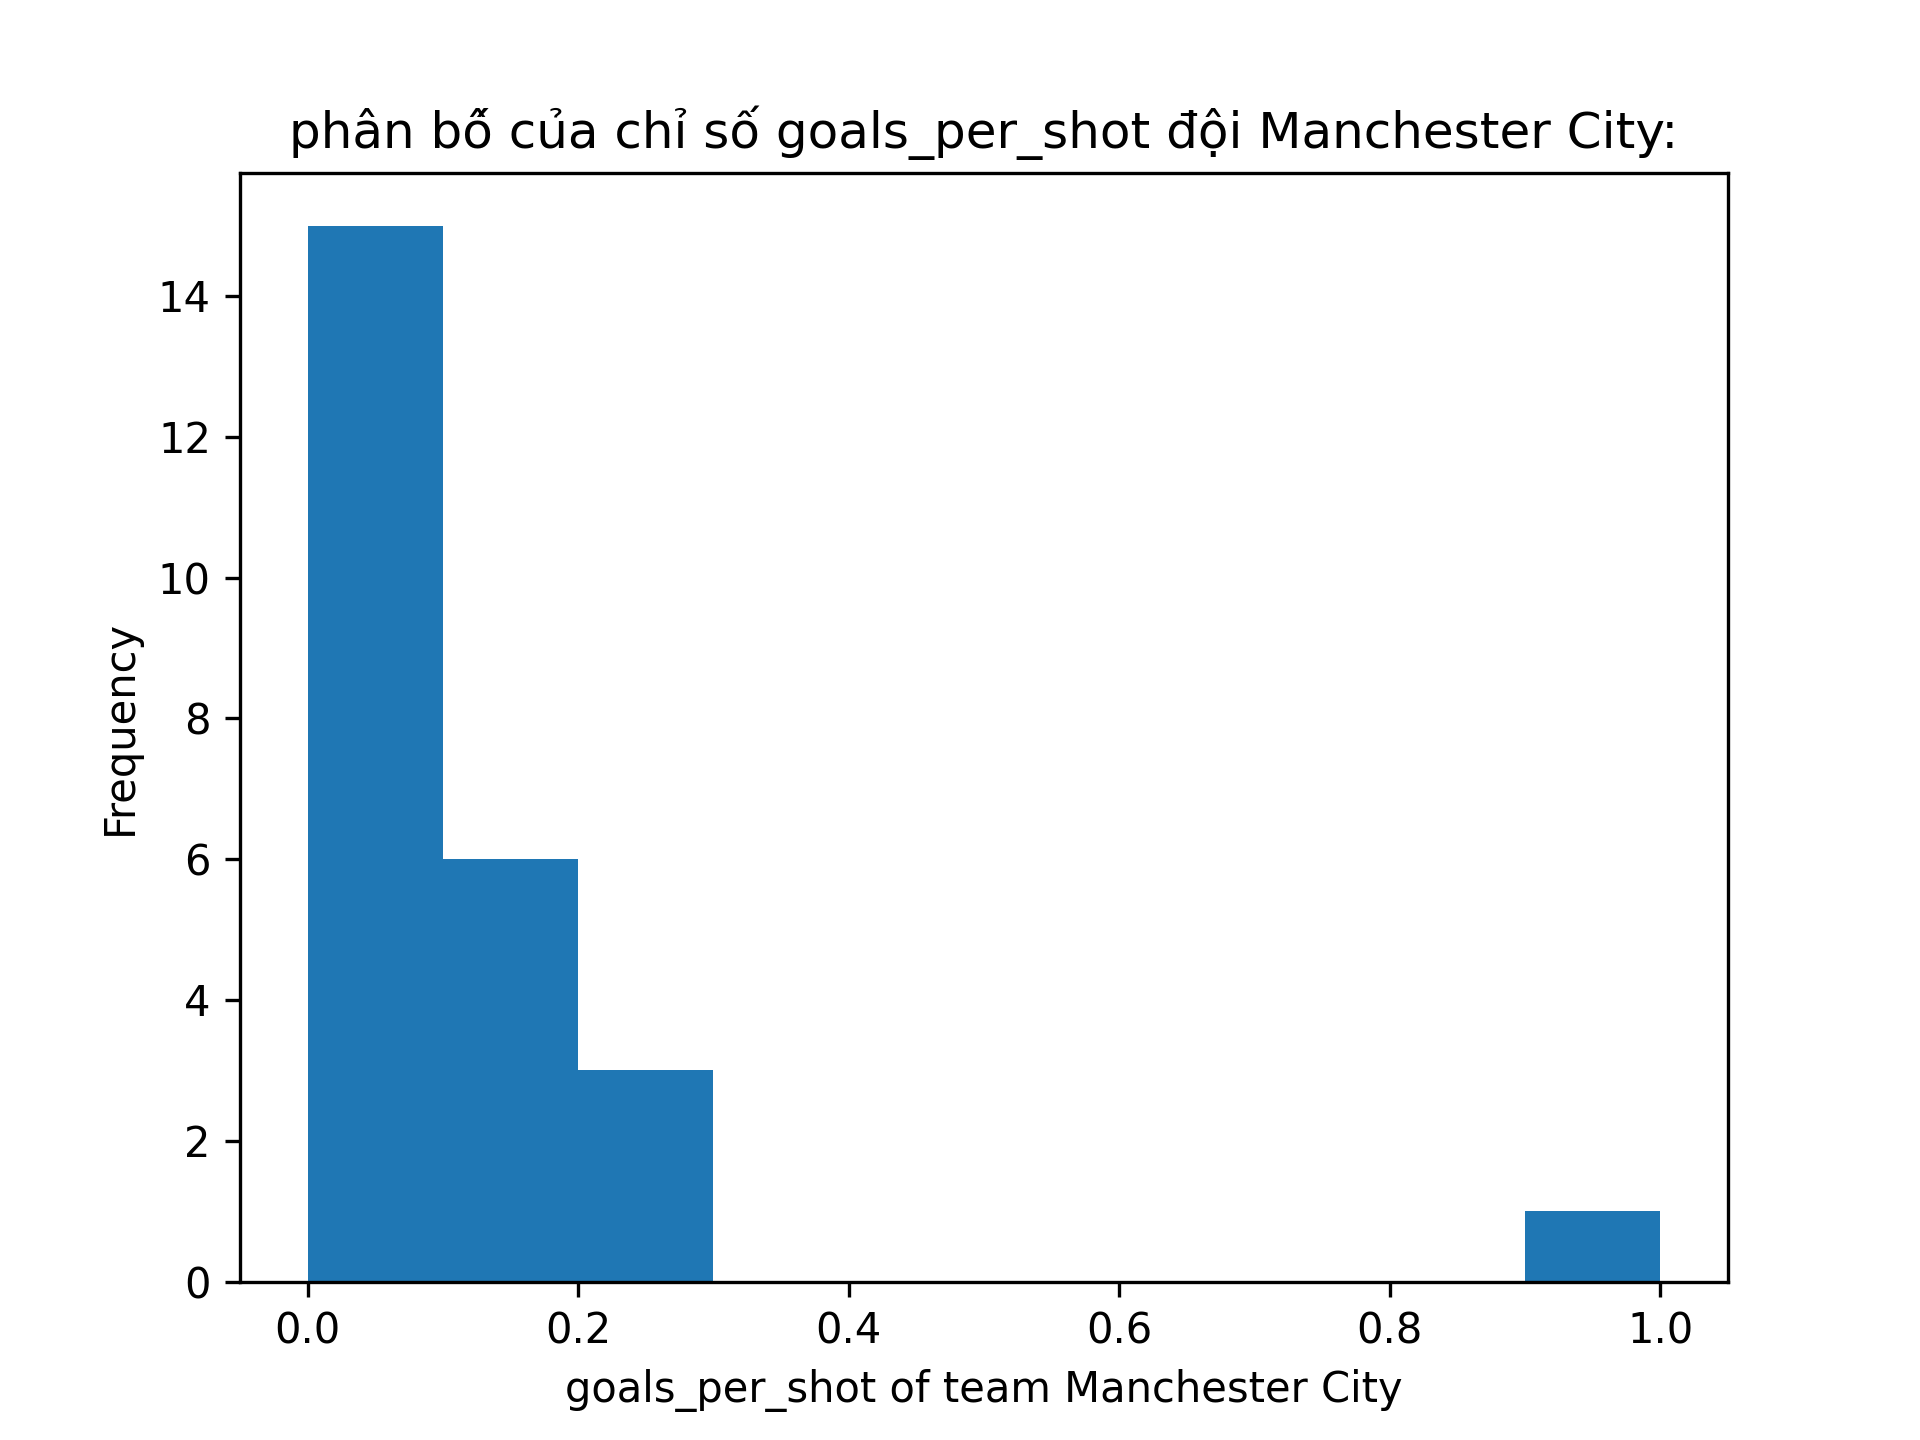 phân bố̃ của chỉ số goals_per_shot đội Manchester City:
14
12
10
8
6
4
2
0
Frequency
0.0 0.2 0.4 0.6 0.8 1.0
goals_per_shot of team Manchester City